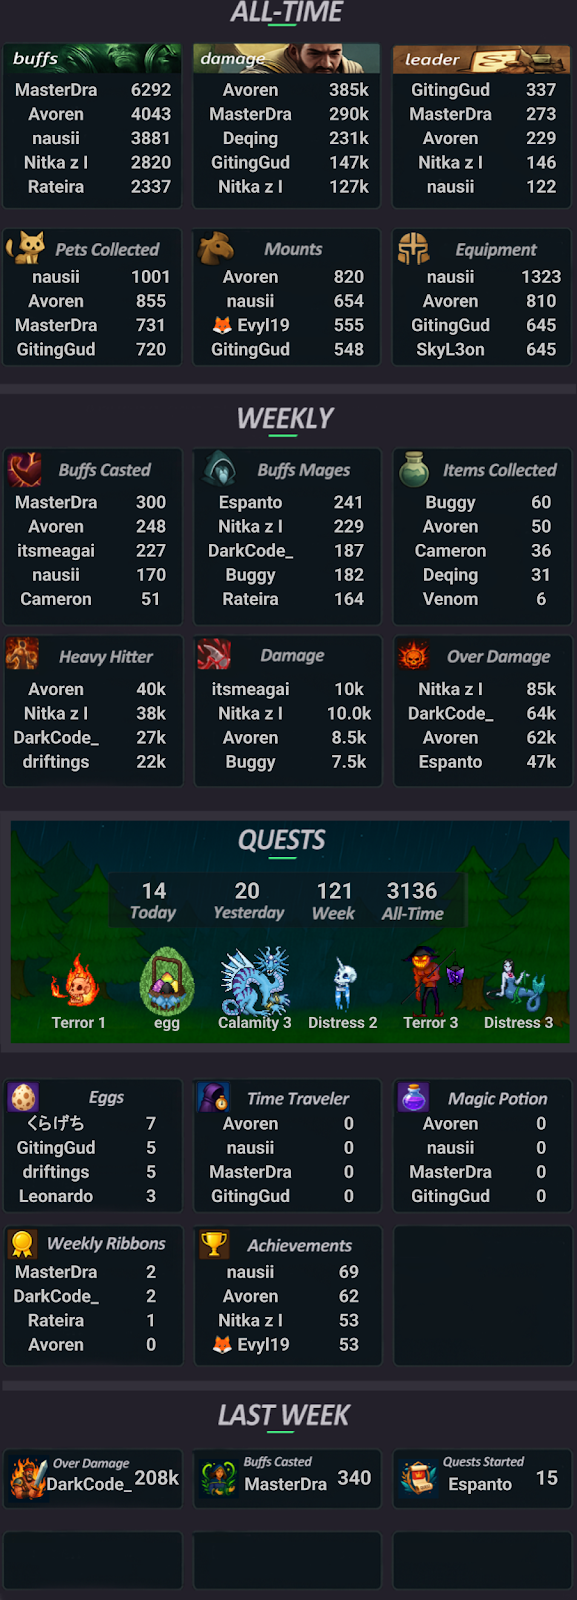 ALL-TIME
buffs damage leader
MasterDra 6292 Avoren 385k GitingGud 337
Avoren 4043 MasterDra 290k MasterDra 273
nausii 3881 Deqing 231k Avoren 229
Nitka z I 2820 GitingGud 147k Nitka z I 146
Rateira 2337 Nitka z I 127k nausii 122
Pets Collected Mounts Equipment
nausii 1001 Avoren 820 nausii 1323
Avoren 855 nausii 654 Avoren 810
MasterDra 731 🦊 Evyl19 555 GitingGud 645
GitingGud 720 GitingGud 548 SkyL3on 645
WEEKLY
Buffs Casted Buffs Mages Items Collected
MasterDra 300 Espanto 241 Buggy 60
Avoren 248 Nitka z I 229 Avoren 50
itsmeagai 227 DarkCode_ 187 Cameron 36
nausii 170 Buggy 182 Deqing 31
Cameron 51 Rateira 164 Venom 6
Heavy Hitter Damage Over Damage
Avoren 40k itsmeagai 10k Nitka z I 85k
Nitka z I 38k Nitka z I 10.0k DarkCode_ 64k
DarkCode_ 27k Avoren 8.5k Avoren 62k
driftings 22k Buggy 7.5k Espanto 47k
QUESTS
14 20 121 3136
Today Yesterday Week All-Time
Terror 1 egg Calamity 3 Distress 2 Terror 3 Distress 3
Eggs Time Traveler Magic Potion
くらげち 7 Avoren 0 Avoren 0
GitingGud 5 nausii 0 nausii 0
driftings 5 MasterDra 0 MasterDra 0
Leonardo 3 GitingGud 0 GitingGud 0
Weekly Ribbons Achievements
MasterDra 2 nausii 69
DarkCode_ 2 Avoren 62
Rateira 1 Nitka z I 53
Avoren 0 🦊 Evyl19 53
LAST WEEK
Over Damage Buffs Casted Quests Started
DarkCode_ 208k MasterDra 340 Espanto 15